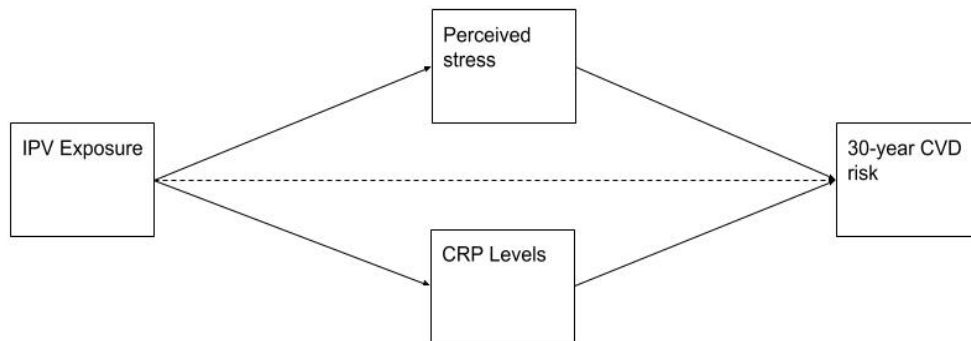 Perceived
stress
IPV Exposure
30-year CVD
risk
CRP Levels